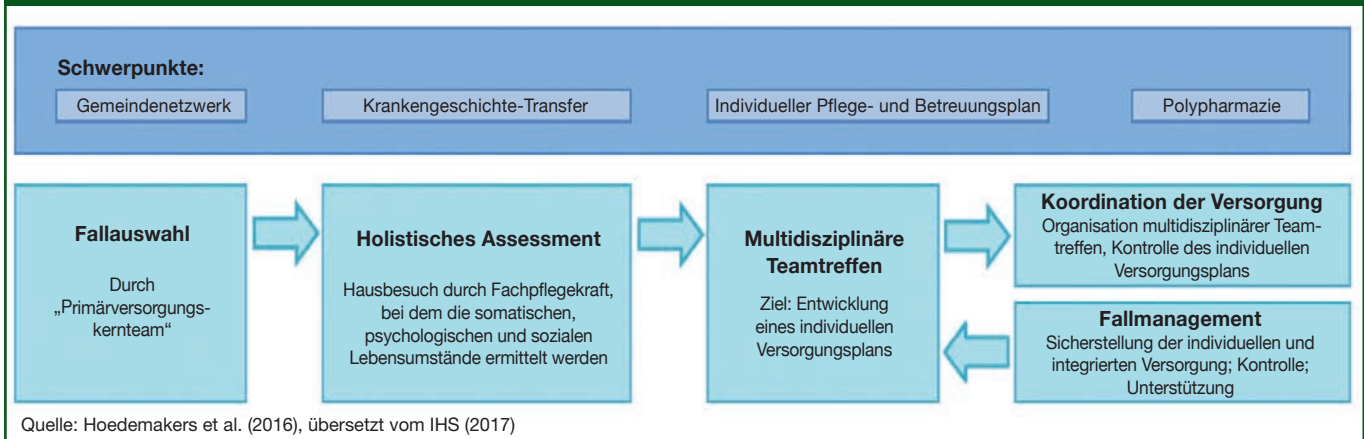 Schwerpunkte:
Gemeindenetzwerk
Krankengeschichte-Transfer
Individueller Pflege- und Betreuungsplan
Polypharmazie
Fallauswahl
Durch
„Primärversorgungs-
kernteam“
Holistisches Assessment
Hausbesuch durch Fachpflegekraft,
bei dem die somatischen,
psychologischen und sozialen
Lebensumstände ermittelt werden
Multidisziplinäre
Teamtreffen
Ziel: Entwicklung
eines individuellen
Versorgungsplans
Koordination der Versorgung
Organisation multidisziplinärer Team-
treffen, Kontrolle des individuellen
Versorgungsplans
Fallmanagement
Sicherstellung der individuellen und
integrierten Versorgung; Kontrolle;
Unterstützung
Quelle: Hoedemakers et al. (2016), übersetzt vom IHS (2017)